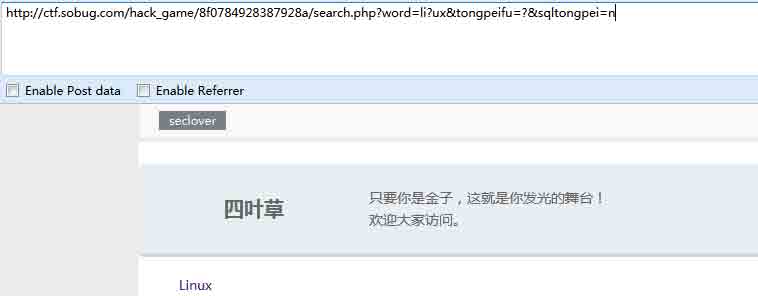 http://ctf.sobug.com/hack_game/8f0784928387928a/search.php?word=li?ux&tongpeifu=?&sqltongpei=n
Enable Post data Enable Referrer
seclover
四叶草
只要你是金子，这就是你发光的舞台！
欢迎大家访问。
Linux